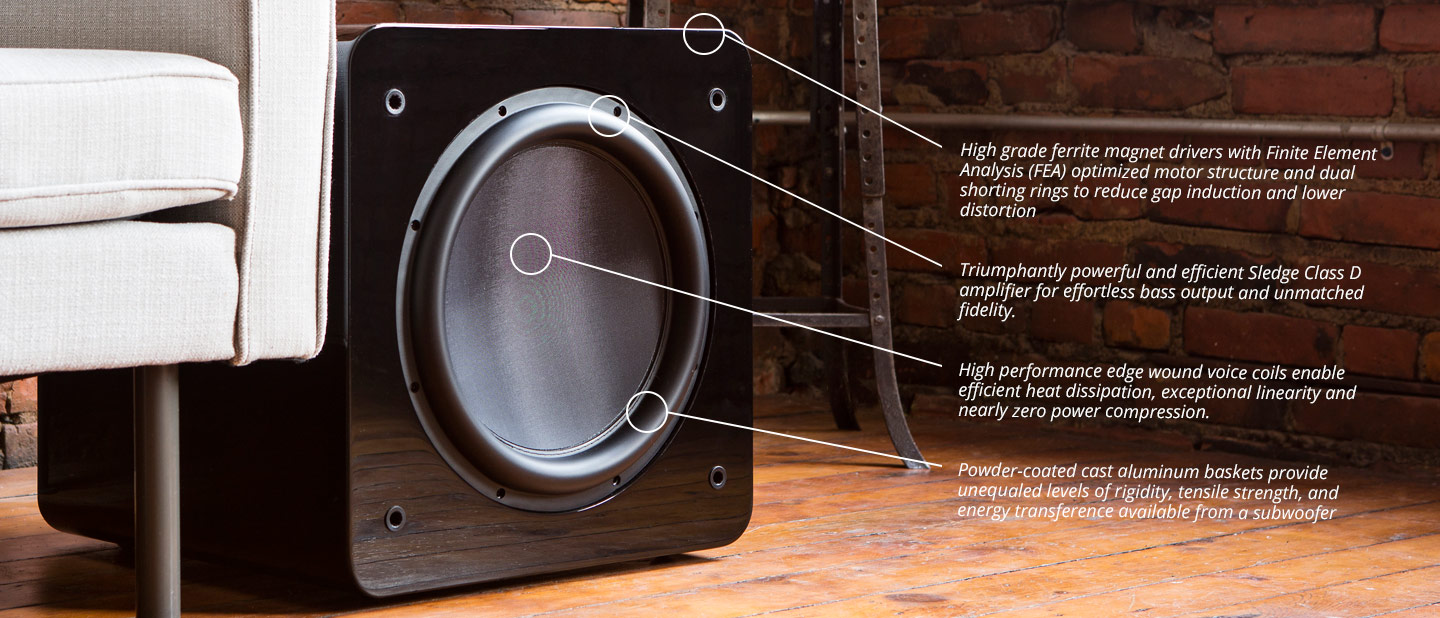 High grade ferrite magnet drivers with Finite Element
Analysis (FEA) optimized motor structure and dual
shorting rings to reduce gap induction and lower
distortion
Triumphantly powerful and efficient Sledge Class D
amplifier for effortless bass output and unmatched
fidelity.
High performance edge wound voice coils enable
efficient heat dissipation, exceptional linearity and
nearly zero power compression.
Powder-coated cast aluminum baskets provide
unequaled levels of rigidity, tensile strength, and
energy transference available from a subwoofer